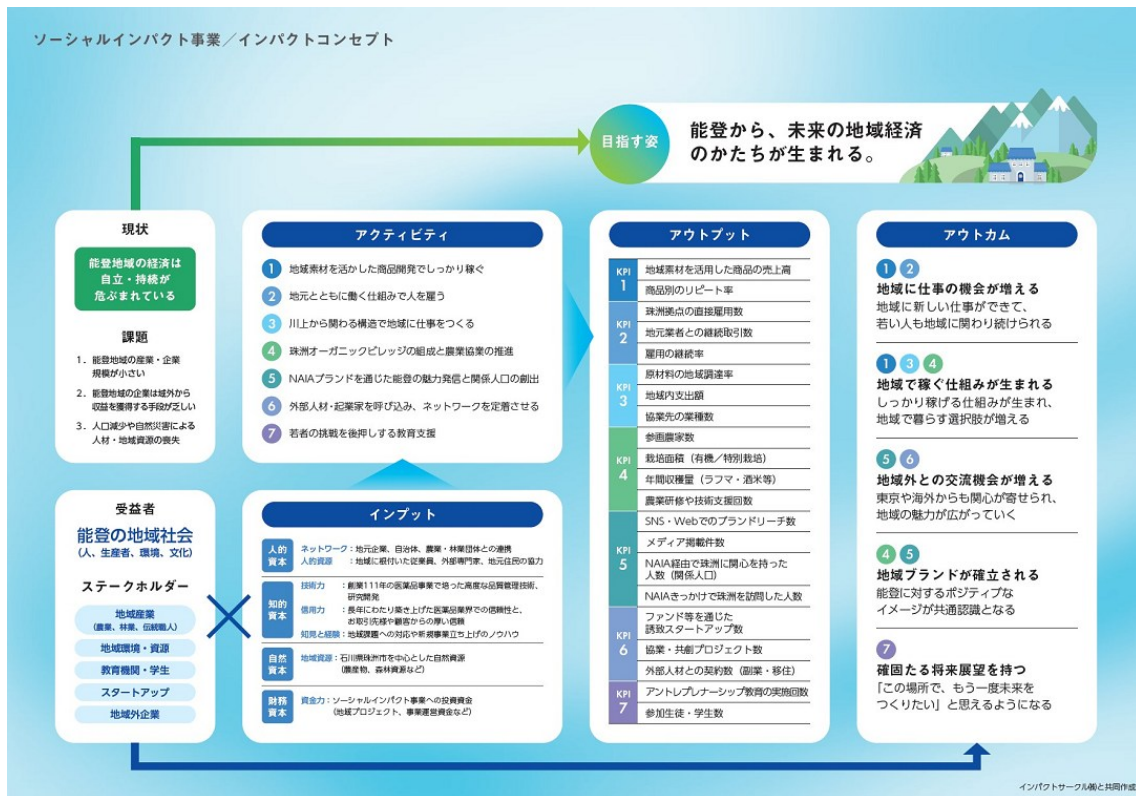 ソーシャルインパクト事業／インパクトコンセプト
目指す姿
能登から、未来の地域経済
のかたちが生まれる。
現状
能登地域の経済は
自立・持続が
危ぶまれている
課題
1. 能登地域の産業・企業
規模が小さい
2. 能登地域の企業は域外から
収益を獲得する手段が乏しい
3. 人口減少や自然災害による
人材・地域資源の喪失
アクティビティ
1 地域素材を活かした商品開発でしっかり稼ぐ
2 地元とともに働く仕組みで人を雇う
3 川上から関わる構造で地域に仕事をつくる
4 珠洲オーガニックビレッジの組成と農業協業の推進
5 NAIAブランドを通じた能登の魅力発信と関係人口の創出
6 外部人材・起業家を呼び込み、ネットワークを定着させる
7 若者の挑戦を後押しする教育支援
受益者
能登の地域社会
(人、生産者、環境、文化)
ステークホルダー
地域産業
(農業、林業、伝統職人)
地域環境・資源
教育機関・学生
スタートアップ
地域外企業
インプット
人的
資本
ネットワーク：地元企業、自治体、農業・林業団体との連携
人的資源：地域に根付いた従業員、外部専門家、地元住民の協力
知的
資本
技術力：創業111年の医薬品事業で培った高度な品質管理技術、
研究開発
信用力：長年にわたり築き上げた医薬品業界での信頼性と、
お取引先様や顧客からの厚い信頼
知見と経験：地域課題への対応や新規事業立ち上げのノウハウ
自然
資本
地域資源：石川県珠洲市を中心とした自然資源
(農産物、森林資源など)
財務
資本
資金力：ソーシャルインパクト事業への投資資金
(地域プロジェクト、事業運営資金など)
アウトプット
KPI
1
地域素材を活用した商品の売上高
商品別のリピート率
KPI
2
珠洲拠点の直接雇用数
地元業者との継続取引数
雇用の継続率
KPI
3
原材料の地域調達率
地域内支出額
協業先の業種数
KPI
4
参画農家数
栽培面積（有機／特別栽培）
年間収穫量（ラフマ・酒米等）
農業研修や技術支援回数
KPI
5
SNS・Webでのブランドリーチ数
メディア掲載件数
NAIA経由で珠洲に関心を持った
人数（関係人口）
NAIAきっかけで珠洲を訪問した人数
KPI
6
ファンド等を通じた
誘致スタートアップ数
協業・共創プロジェクト数
外部人材との契約数（副業・移住）
KPI
7
アントレプレナーシップ教育の実施回数
参加生徒・学生数
アウトカム
1 2
地域に仕事の機会が増える
地域に新しい仕事ができて、
若い人も地域に関わり続けられる
1 3 4
地域で稼ぐ仕組みが生まれる
しっかり稼げる仕組みが生まれ、
地域で暮らす選択肢が増える
5 6
地域外との交流機会が増える
東京や海外からも関心が寄せられ、
地域の魅力が広がっていく
4 5
地域ブランドが確立される
能登に対するポジティブな
イメージが共通認識となる
7
確固たる将来展望を持つ
「この場所で、もう一度未来を
つくりたい」と思えるようになる
インパクトサークル㈱と共同作成